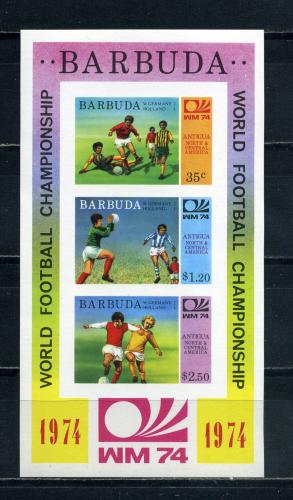 ··BARBUDA··
WORLD FOOTBALL CHAMPIONSHIP
WORLD FOOTBALL CHAMPIONSHIP
BARBUDA
W.GERMANY 2
HOLLAND 1
WM 74
ANTIGUA
NORTH &
CENTRAL
AMERICA
35c
BARBUDA
W.GERMANY
HOLLAND
WM 74
ANTIGUA
NORTH &
CENTRAL
AMERICA
$1.20
BARBUDA
W.GERMANY
HOLLAND
WM 74
ANTIGUA
NORTH &
CENTRAL
AMERICA
$2.50
1974
WM 74
1974